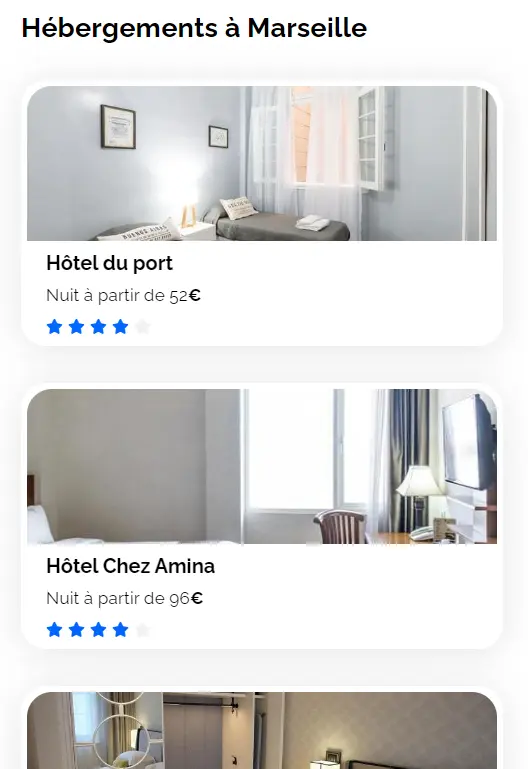 Hébergements à Marseille
Hôtel du port
Nuit à partir de 52€
Hôtel Chez Amina
Nuit à partir de 96€